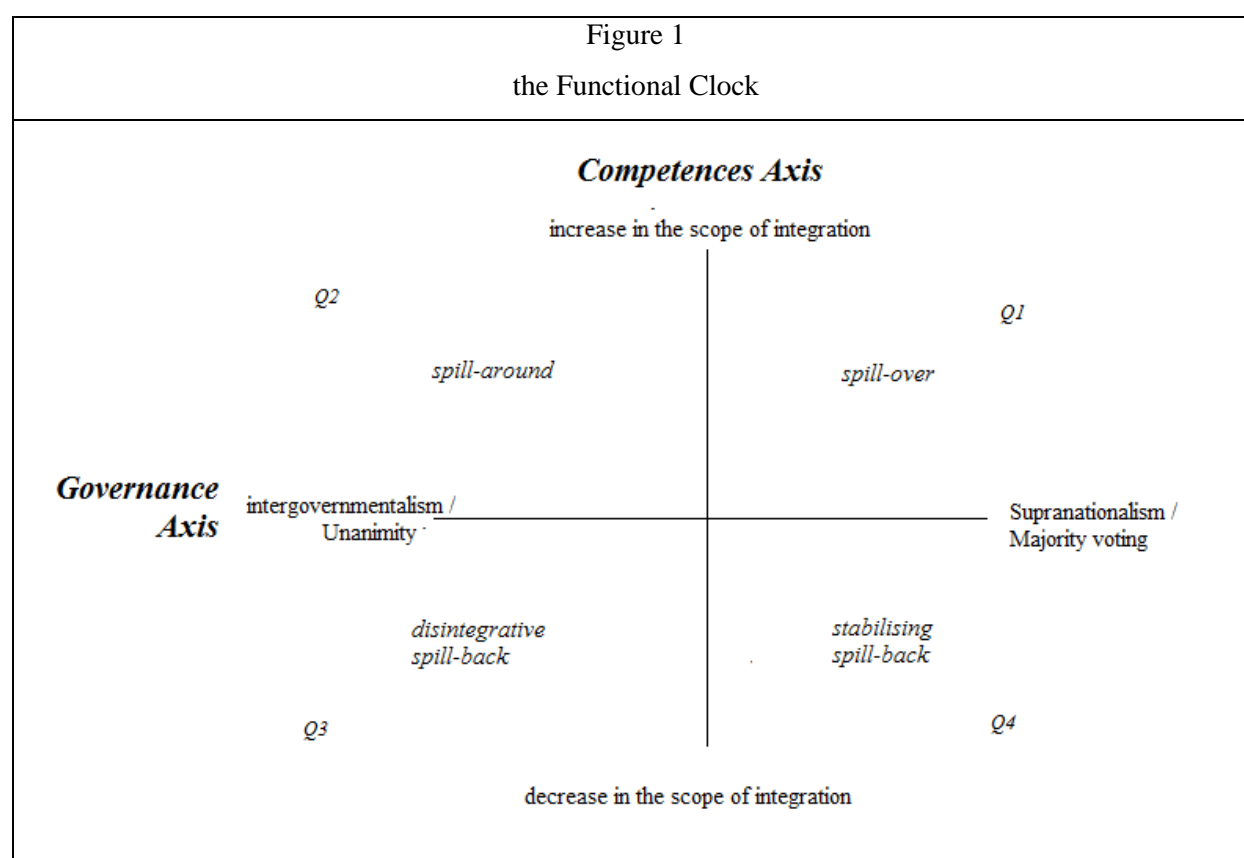 Figure 1
the Functional Clock
Competences Axis
increase in the scope of integration
Q2
Q1
spill-around
spill-over
Governance
Axis
intergovernmentalism /
Unanimity
Supranationalism /
Majority voting
disintegrative
spill-back
stabilising
spill-back
Q3
Q4
decrease in the scope of integration